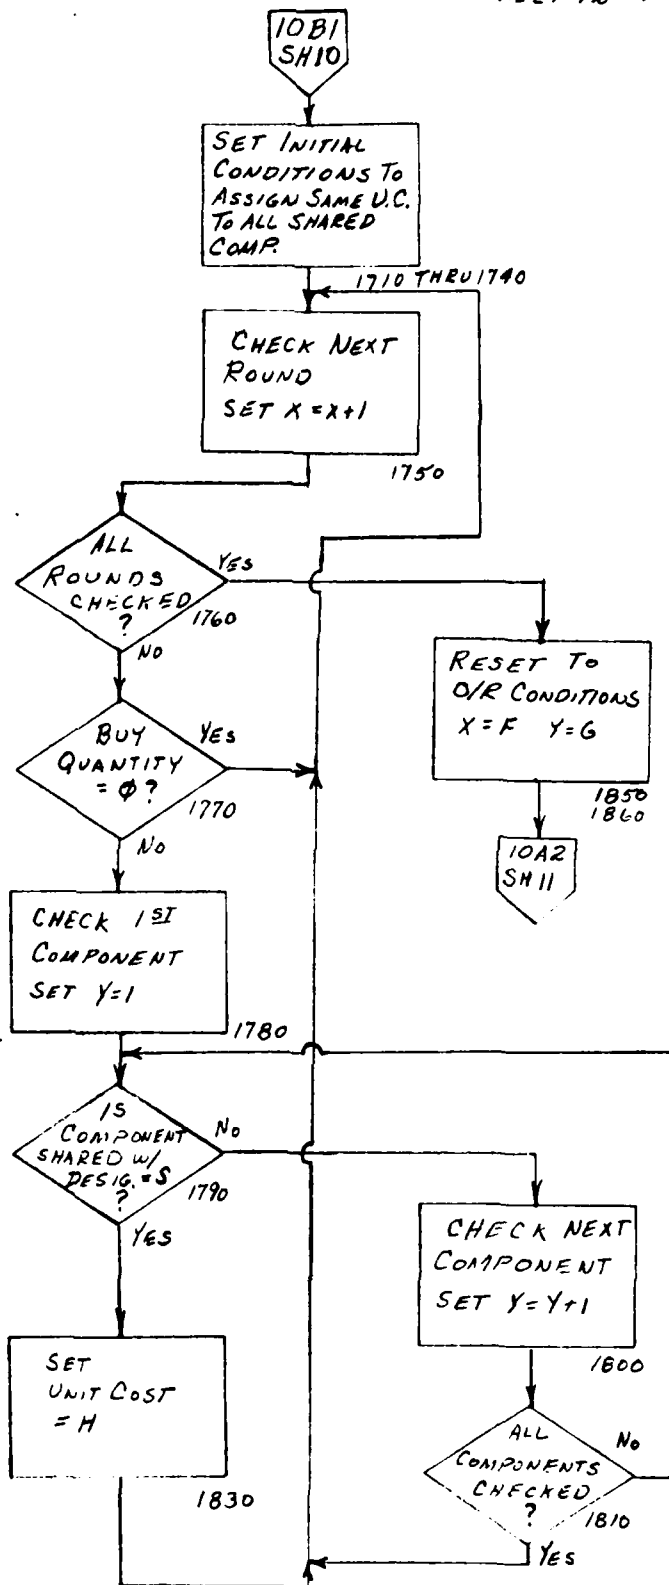 10B1
SH10
SET INITIAL
CONDITIONS TO
ASSIGN SAME U.C.
TO ALL SHARED
COMP.
1710 THRU 1740
CHECK NEXT
ROUND
SET X = X+1
1750
ALL
ROUNDS
CHECKED
?
1760
YES
NO
RESET TO
O/R CONDITIONS
X = F Y = G
1850
1860
10A2
SH11
BUY
QUANTITY
= Ø?
1770
YES
NO
CHECK 1ST
COMPONENT
SET Y=1
1780
IS
COMPONENT
SHARED W/
DESIG. = S
?
1790
NO
YES
CHECK NEXT
COMPONENT
SET Y = Y+1
1800
SET
UNIT COST
= H
1830
ALL
COMPONENTS
CHECKED
?
1810
NO
YES